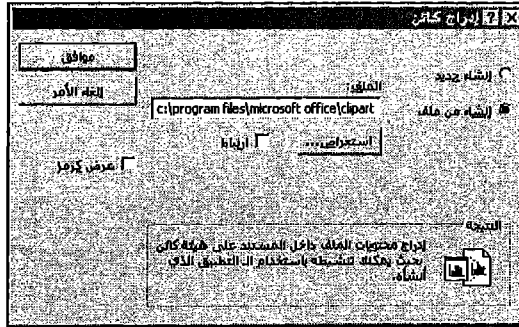 إدراج كائن
موافق
إلغاء الأمر
إنشاء جديد
إنشاء من ملف
الملف:
c:\program files\microsoft office\clipart
استعراض...
ارتباط
عرض كرمز
النتيجة
إدراج محتويات الملف داخل المستند على هيئة كائن
بحيث يمكنك تنشيطه باستخدام الـ التطبيق الذي
أنشأه.